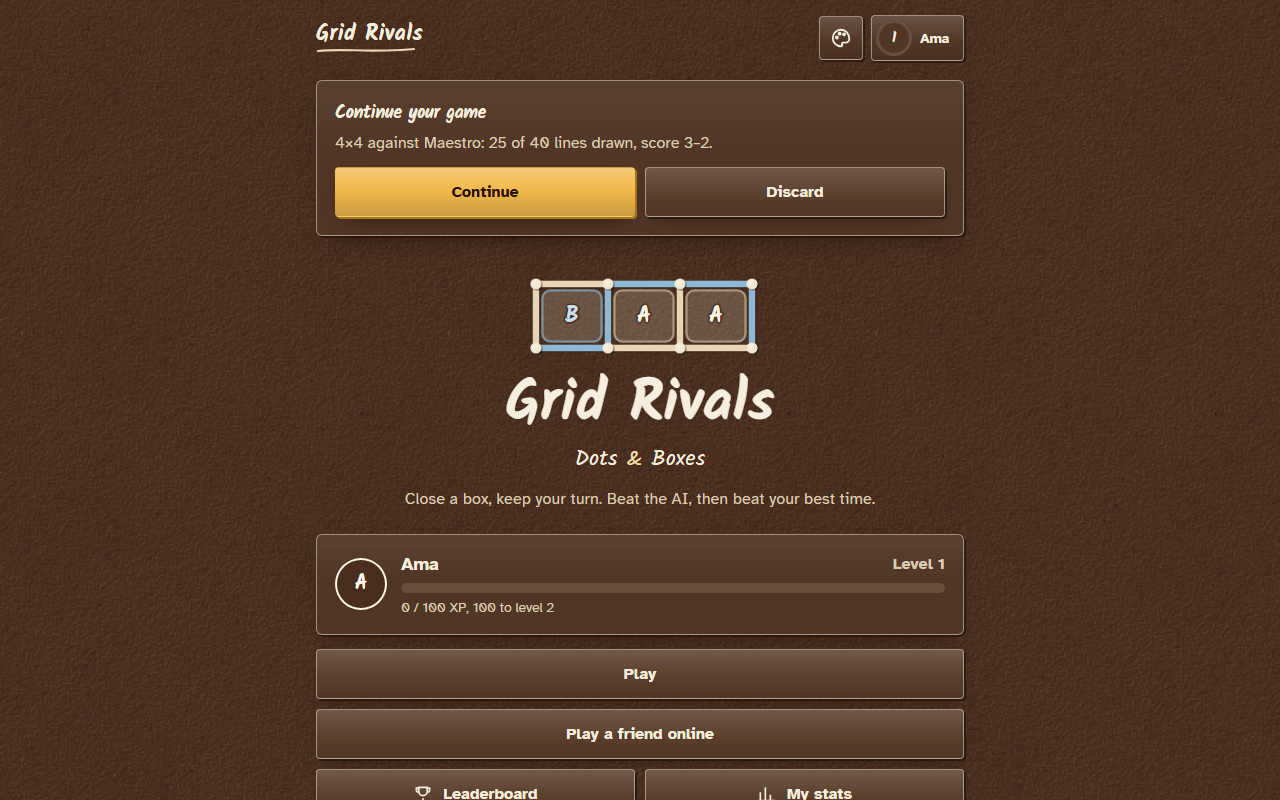 Grid Rivals
1 Ama
Continue your game
4×4 against Maestro: 25 of 40 lines drawn, score 3–2.
Continue Discard
B A A
Grid Rivals
Dots & Boxes
Close a box, keep your turn. Beat the AI, then beat your best time.
A Ama Level 1
0 / 100 XP, 100 to level 2
Play
Play a friend online
Leaderboard My stats